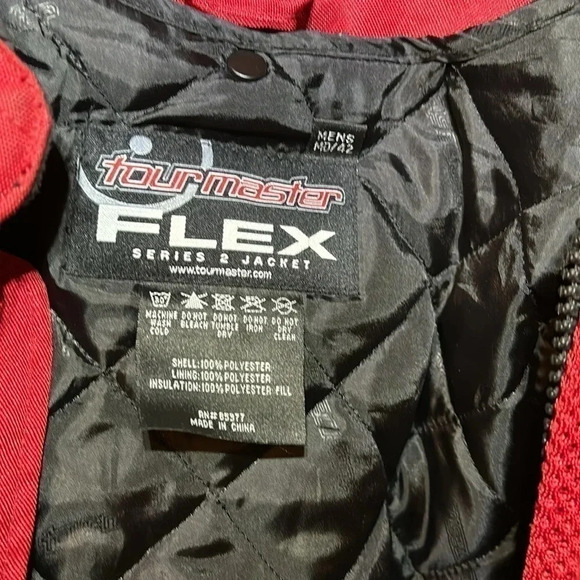 MENS
MD/42
tourmaster
FLEX
SERIES 2 JACKET
www.tourmaster.com
MACHINE WASH COLD
DO NOT BLEACH
DO NOT TUMBLE DRY
DO NOT IRON
DO NOT DRY CLEAN
SHELL:100% POLYESTER
LINING:100% POLYESTER
INSULATION:100% POLYESTER FILL
RN# 85377
MADE IN CHINA